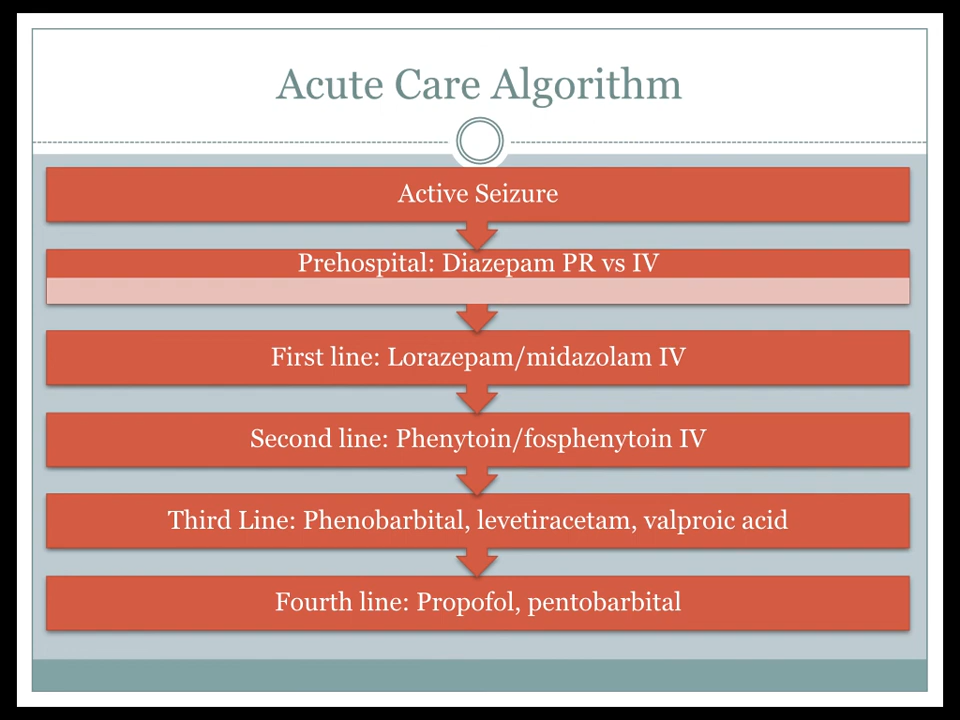 Acute Care Algorithm
Active Seizure
Prehospital: Diazepam PR vs IV
First line: Lorazepam/midazolam IV
Second line: Phenytoin/fosphenytoin IV
Third Line: Phenobarbital, levetiracetam, valproic acid
Fourth line: Propofol, pentobarbital